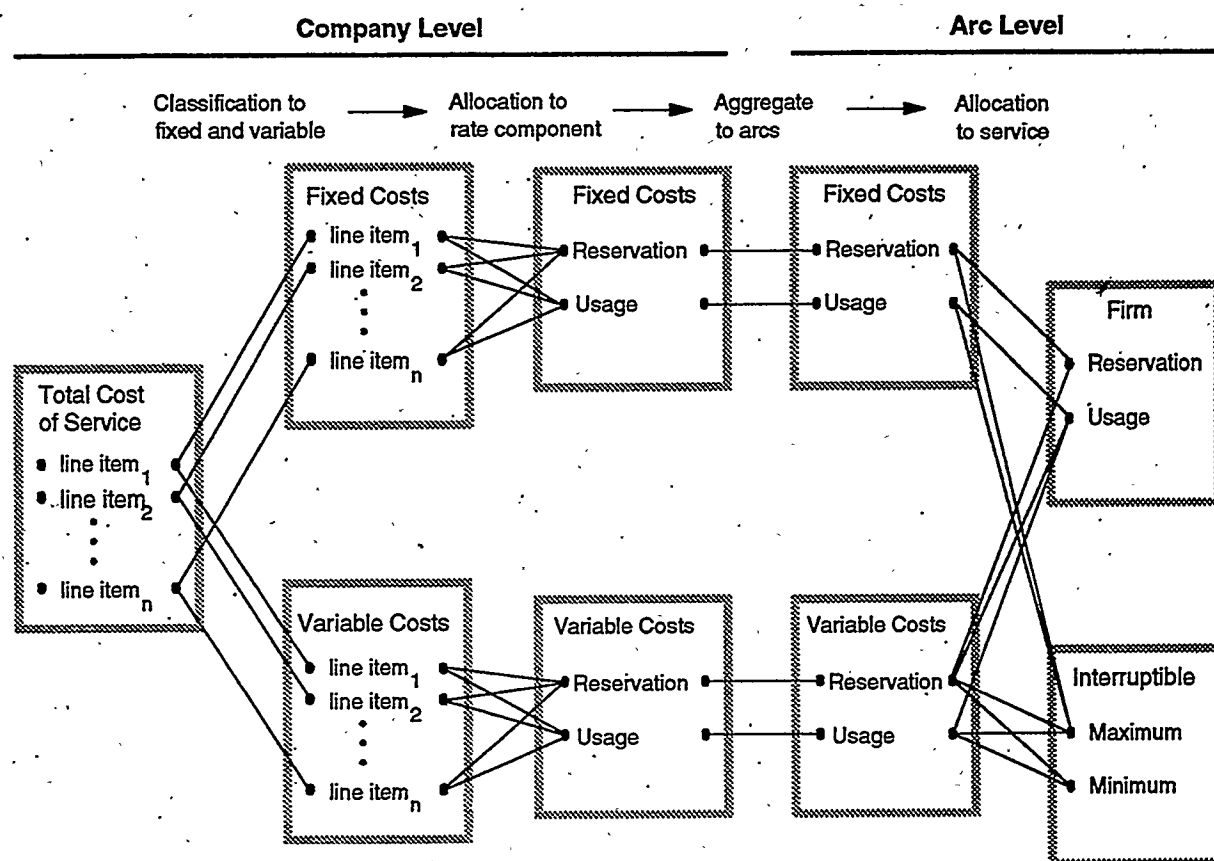 Company Level
Arc Level
Classification to
fixed and variable
Allocation to
rate component
Aggregate
to arcs
Allocation
to service
Total Cost
of Service
line item1
line item2
line itemn
Fixed Costs
line item1
line item2
line itemn
Variable Costs
line item1
line item2
line itemn
Fixed Costs
Reservation
Usage
Variable Costs
Reservation
Usage
Fixed Costs
Reservation
Usage
Variable Costs
Reservation
Usage
Firm
Reservation
Usage
Interruptible
Maximum
Minimum